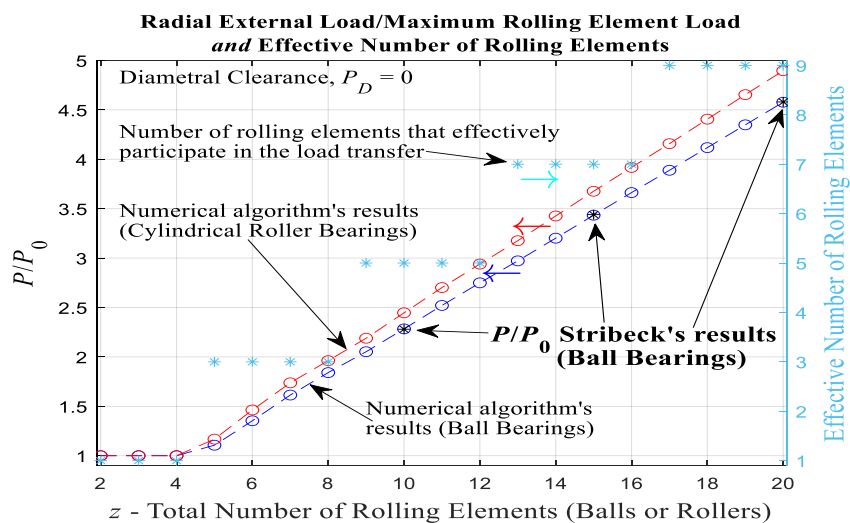 Radial External Load/Maximum Rolling Element Load
and Effective Number of Rolling Elements
Diametral Clearance, P_D = 0
Number of rolling elements that effectively
participate in the load transfer
Numerical algorithm's results
(Cylindrical Roller Bearings)
P/P_0 Stribeck's results
(Ball Bearings)
Numerical algorithm's
results (Ball Bearings)
P/P_0
5
4.5
4
3.5
3
2.5
2
1.5
1
9
8
7
6
5
4
3
2
1
Effective Number of Rolling Elements
2 4 6 8 10 12 14 16 18 20
z - Total Number of Rolling Elements (Balls or Rollers)